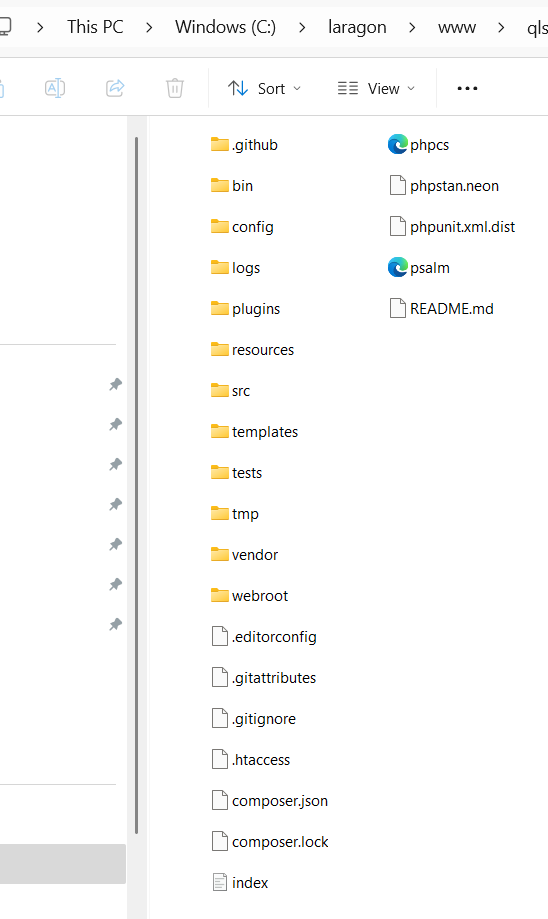 This PC > Windows (C:) > laragon > www > qls
Sort
View
.github
bin
config
logs
plugins
resources
src
templates
tests
tmp
vendor
webroot
.editorconfig
.gitattributes
.gitignore
.htaccess
composer.json
composer.lock
index
phpcs
phpstan.neon
phpunit.xml.dist
psalm
README.md